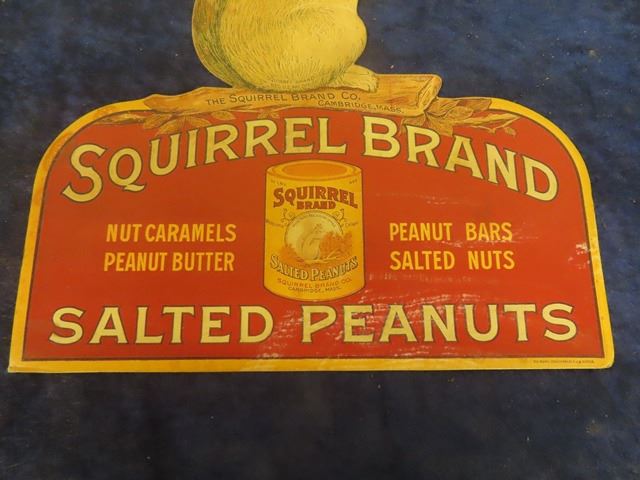 THE SQUIRREL BRAND CO.
CAMBRIDGE, MASS.
SQUIRREL BRAND
NUT CARAMELS
PEANUT BUTTER
SQUIRREL
BRAND
SALTED PEANUTS
SQUIRREL BRAND CO.
CAMBRIDGE, MASS.
PEANUT BARS
SALTED NUTS
SALTED PEANUTS